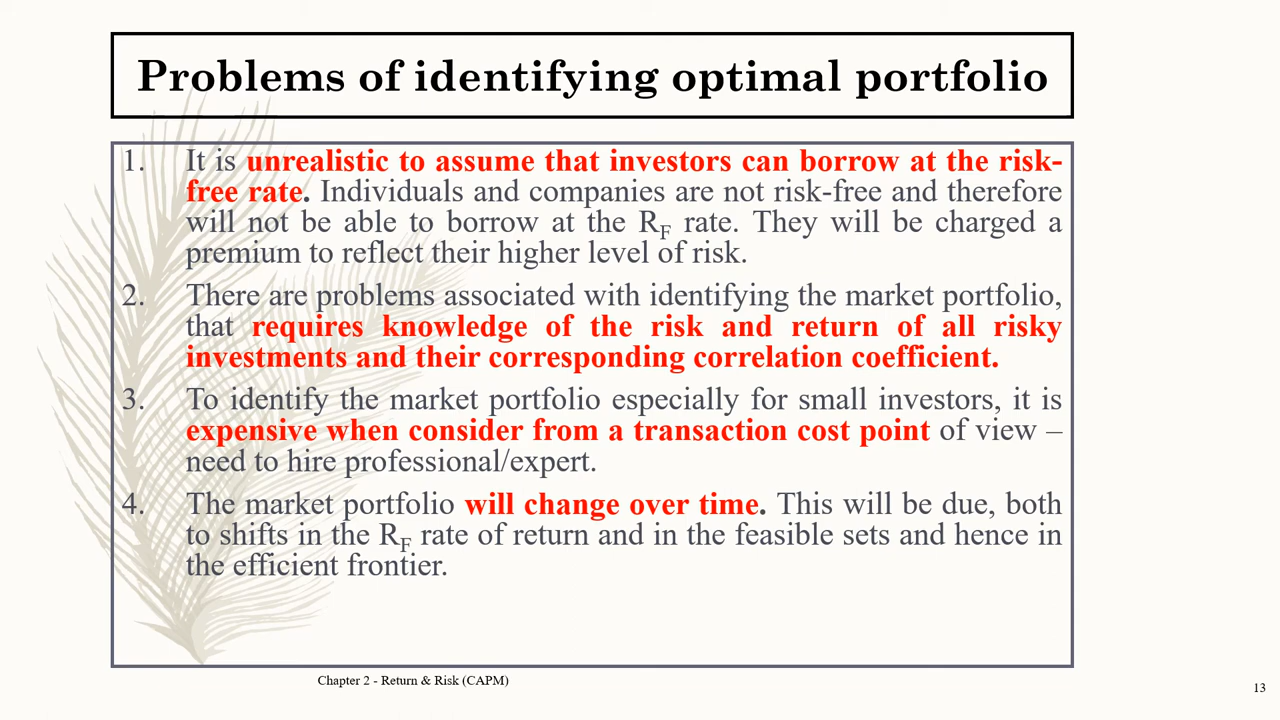 Problems of identifying optimal portfolio
1. It is unrealistic to assume that investors can borrow at the risk-
free rate. Individuals and companies are not risk-free and therefore
will not be able to borrow at the RF rate. They will be charged a
premium to reflect their higher level of risk.
2. There are problems associated with identifying the market portfolio,
that requires knowledge of the risk and return of all risky
investments and their corresponding correlation coefficient.
3. To identify the market portfolio especially for small investors, it is
expensive when consider from a transaction cost point of view –
need to hire professional/expert.
4. The market portfolio will change over time. This will be due, both
to shifts in the RF rate of return and in the feasible sets and hence in
the efficient frontier.
Chapter 2 - Return & Risk (CAPM)
13